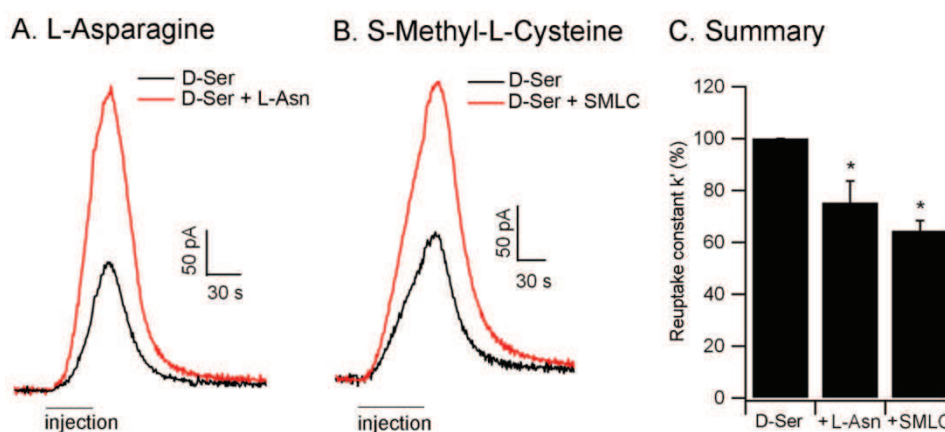 A. L-Asparagine
D-Ser
D-Ser + L-Asn
50 pA
30 s
injection
B. S-Methyl-L-Cysteine
D-Ser
D-Ser + SMLC
50 pA
30 s
injection
C. Summary
Reuptake constant k' (%)
120
100
80
60
40
20
0
*
*
D-Ser
+ L-Asn
+SMLC